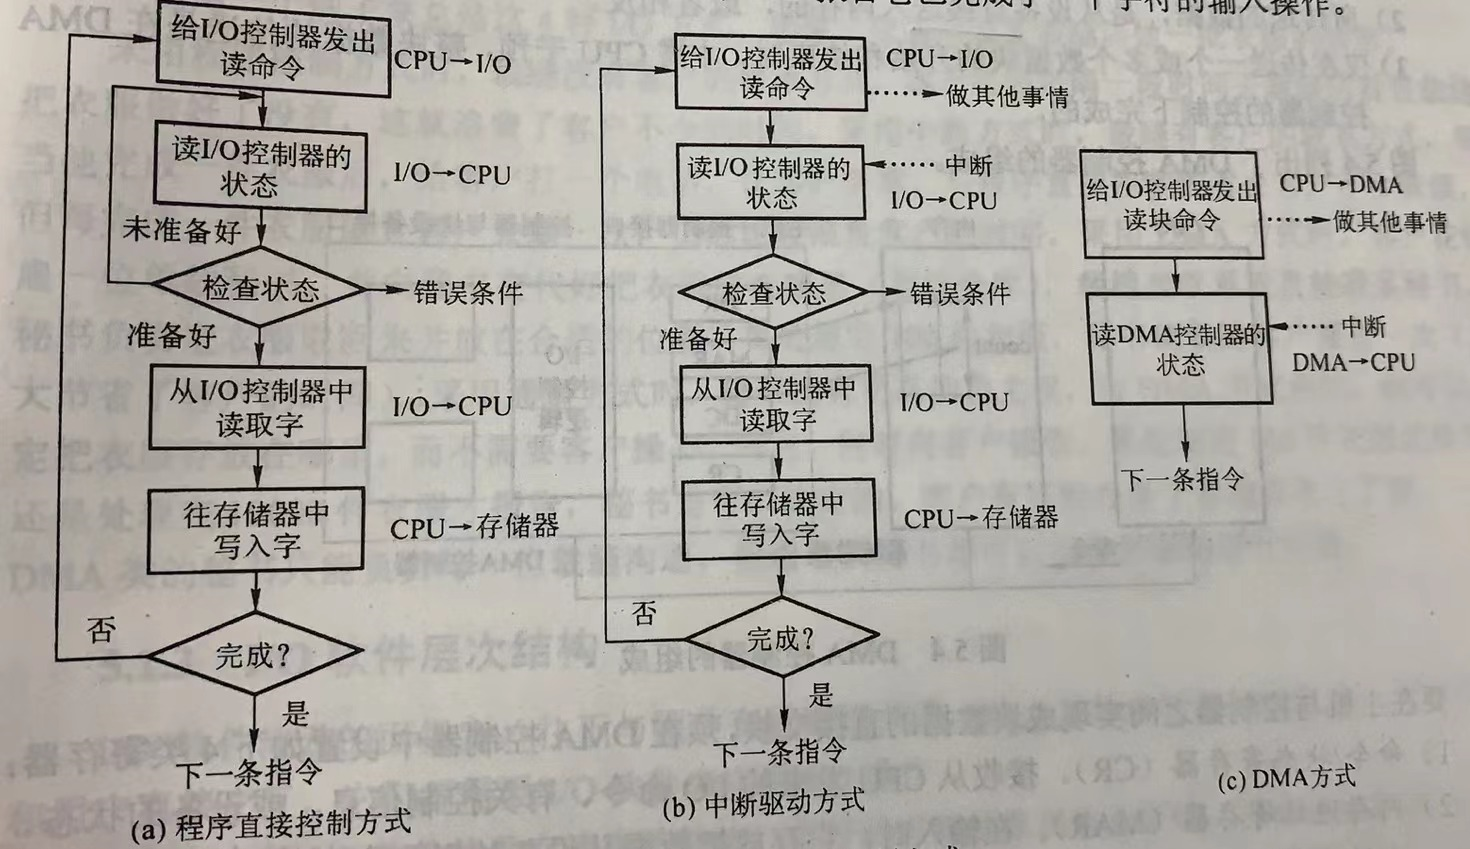 给I/O控制器发出
读命令
CPU→I/O
读I/O控制器的
状态
I/O→CPU
未准备好
检查状态
错误条件
准备好
从I/O控制器中
读取字
I/O→CPU
往存储器中
写入字
CPU→存储器
否
完成?
是
下一条指令
(a) 程序直接控制方式
给I/O控制器发出
读命令
CPU→I/O
做其他事情
读I/O控制器的
状态
中断
I/O→CPU
检查状态
错误条件
准备好
从I/O控制器中
读取字
I/O→CPU
往存储器中
写入字
CPU→存储器
否
完成?
是
下一条指令
(b) 中断驱动方式
给I/O控制器发出
读块命令
CPU→DMA
做其他事情
读DMA控制器的
状态
中断
DMA→CPU
下一条指令
(c) DMA方式